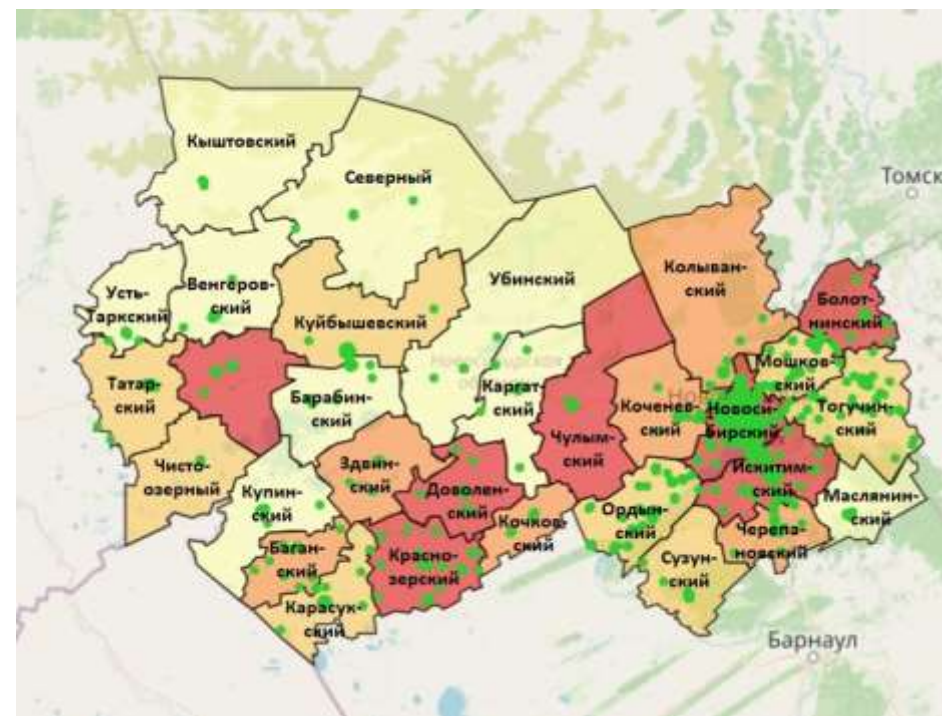 Кыштовский
Томск
Северный
Убинский
Колыван-
ский
Усть-
Таркский
Венгеров-
ский
Болот-
нинский
Куйбышевский
Мошков-
ский
Татар-
ский
Барабин-
ский
Каргат-
ский
Коченев-
ский
Новоси-
бирский
Тогучин-
ский
Чулым-
ский
Чисто-
озерный
Здвин-
ский
Искитим-
ский
Купин-
ский
Доволен-
ский
Маслянин-
ский
Кочков-
ский
Ордын-
ский
Черепа-
новский
Баган-
ский
Красно-
зерский
Сузун-
ский
Карасук-
ский
Барнаул